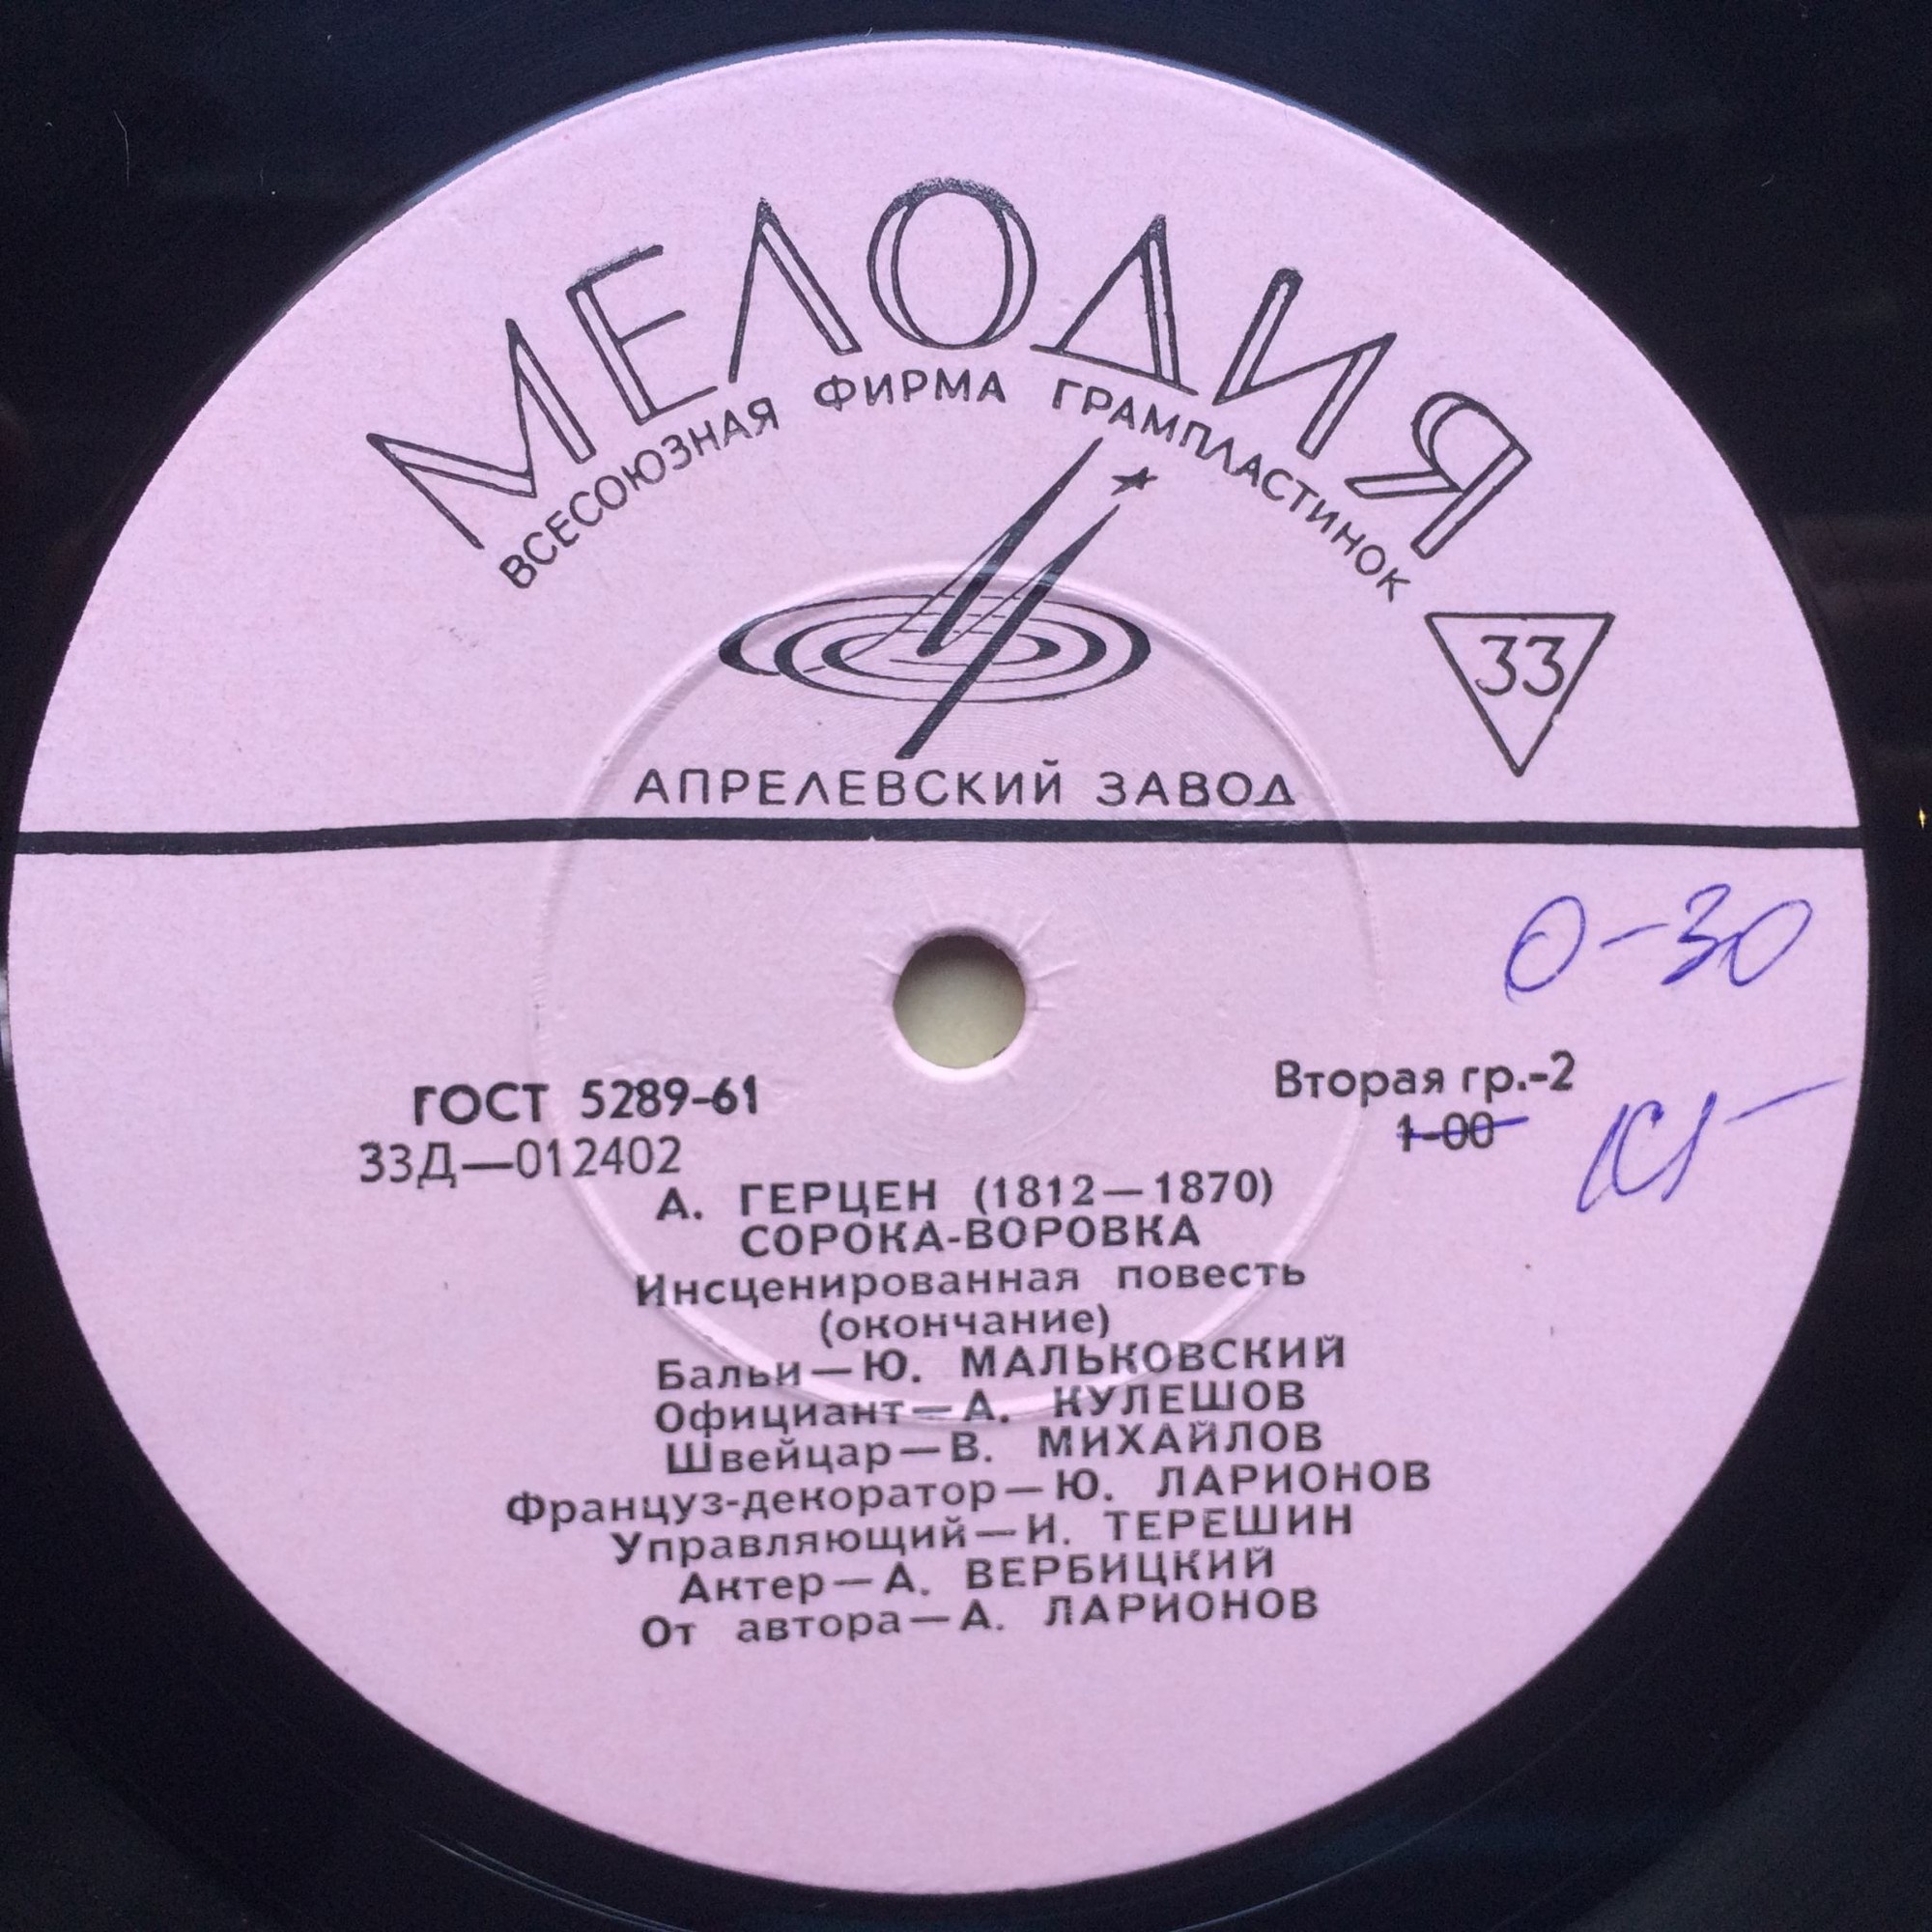 МЕЛОДИЯ
ВСЕСОЮЗНАЯ ФИРМА ГРАМПЛАСТИНОК
33
АПРЕЛЕВСКИЙ ЗАВОД
0-30
ГОСТ 5289-61
Вторая гр.-2
33Д—012402
1-00
А. ГЕРЦЕН (1812—1870)
СОРОКА-ВОРОВКА
Инсценированная повесть
(окончание)
Бальи—Ю. МАЛЬКОВСКИЙ
Официант—А. КУЛЕШОВ
Швейцар—В. МИХАЙЛОВ
Француз-декоратор—Ю. ЛАРИОНОВ
Управляющий—И. ТЕРЕШИН
Актер—А. ВЕРБИЦКИЙ
От автора—А. ЛАРИОНОВ